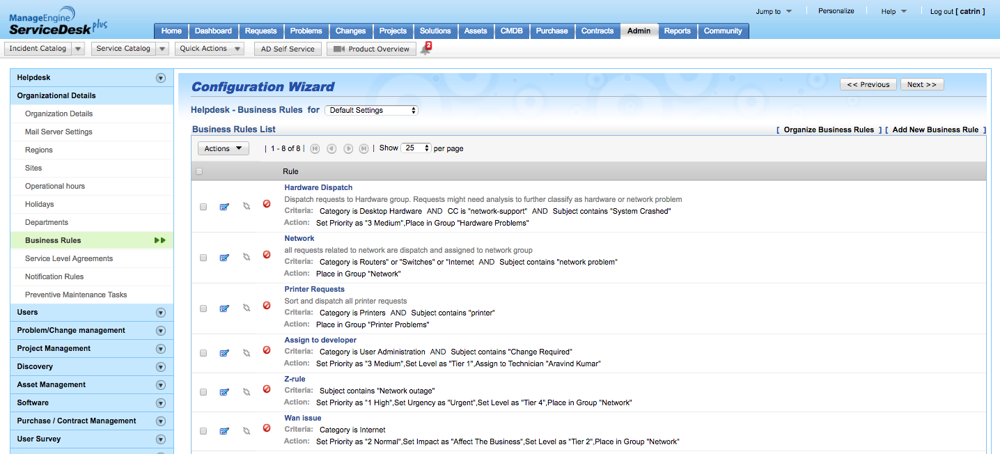 ManageEngine
ServiceDesk plus
Jump to
Personalize
Help
Log out [ catrin ]
Home
Dashboard
Requests
Problems
Changes
Projects
Solutions
Assets
CMDB
Purchase
Contracts
Admin
Reports
Community
Incident Catalog
Service Catalog
Quick Actions
AD Self Service
Product Overview
2
Helpdesk
Organizational Details
Organization Details
Mail Server Settings
Regions
Sites
Operational hours
Holidays
Departments
Business Rules
Service Level Agreements
Notification Rules
Preventive Maintenance Tasks
Users
Problem/Change management
Project Management
Discovery
Asset Management
Software
Purchase / Contract Management
User Survey
Configuration Wizard
<< Previous
Next >>
Helpdesk - Business Rules for Default Settings
Business Rules List
[ Organize Business Rules ] [ Add New Business Rule ]
Actions | 1 - 8 of 8 | | Show 25 per page
Rule
Hardware Dispatch
Dispatch requests to Hardware group. Requests might need analysis to further classify as hardware or network problem
Criteria: Category is Desktop Hardware AND CC is "network-support" AND Subject contains "System Crashed"
Action: Set Priority as "3 Medium",Place in Group "Hardware Problems"
Network
all requests related to network are dispatch and assigned to network group
Criteria: Category is Routers" or "Switches" or "Internet AND Subject contains "network problem"
Action: Place in Group "Network"
Printer Requests
Sort and dispatch all printer requests
Criteria: Category is Printers AND Subject contains "printer"
Action: Place in Group "Printer Problems"
Assign to developer
Criteria: Category is User Administration AND Subject contains "Change Required"
Action: Set Priority as "3 Medium",Set Level as "Tier 1",Assign to Technician "Aravind Kumar"
Z-rule
Criteria: Subject contains "Network outage"
Action: Set Priority as "1 High",Set Urgency as "Urgent",Set Level as "Tier 4",Place in Group "Network"
Wan issue
Criteria: Category is Internet
Action: Set Priority as "2 Normal",Set Impact as "Affect The Business",Set Level as "Tier 2",Place in Group "Network"